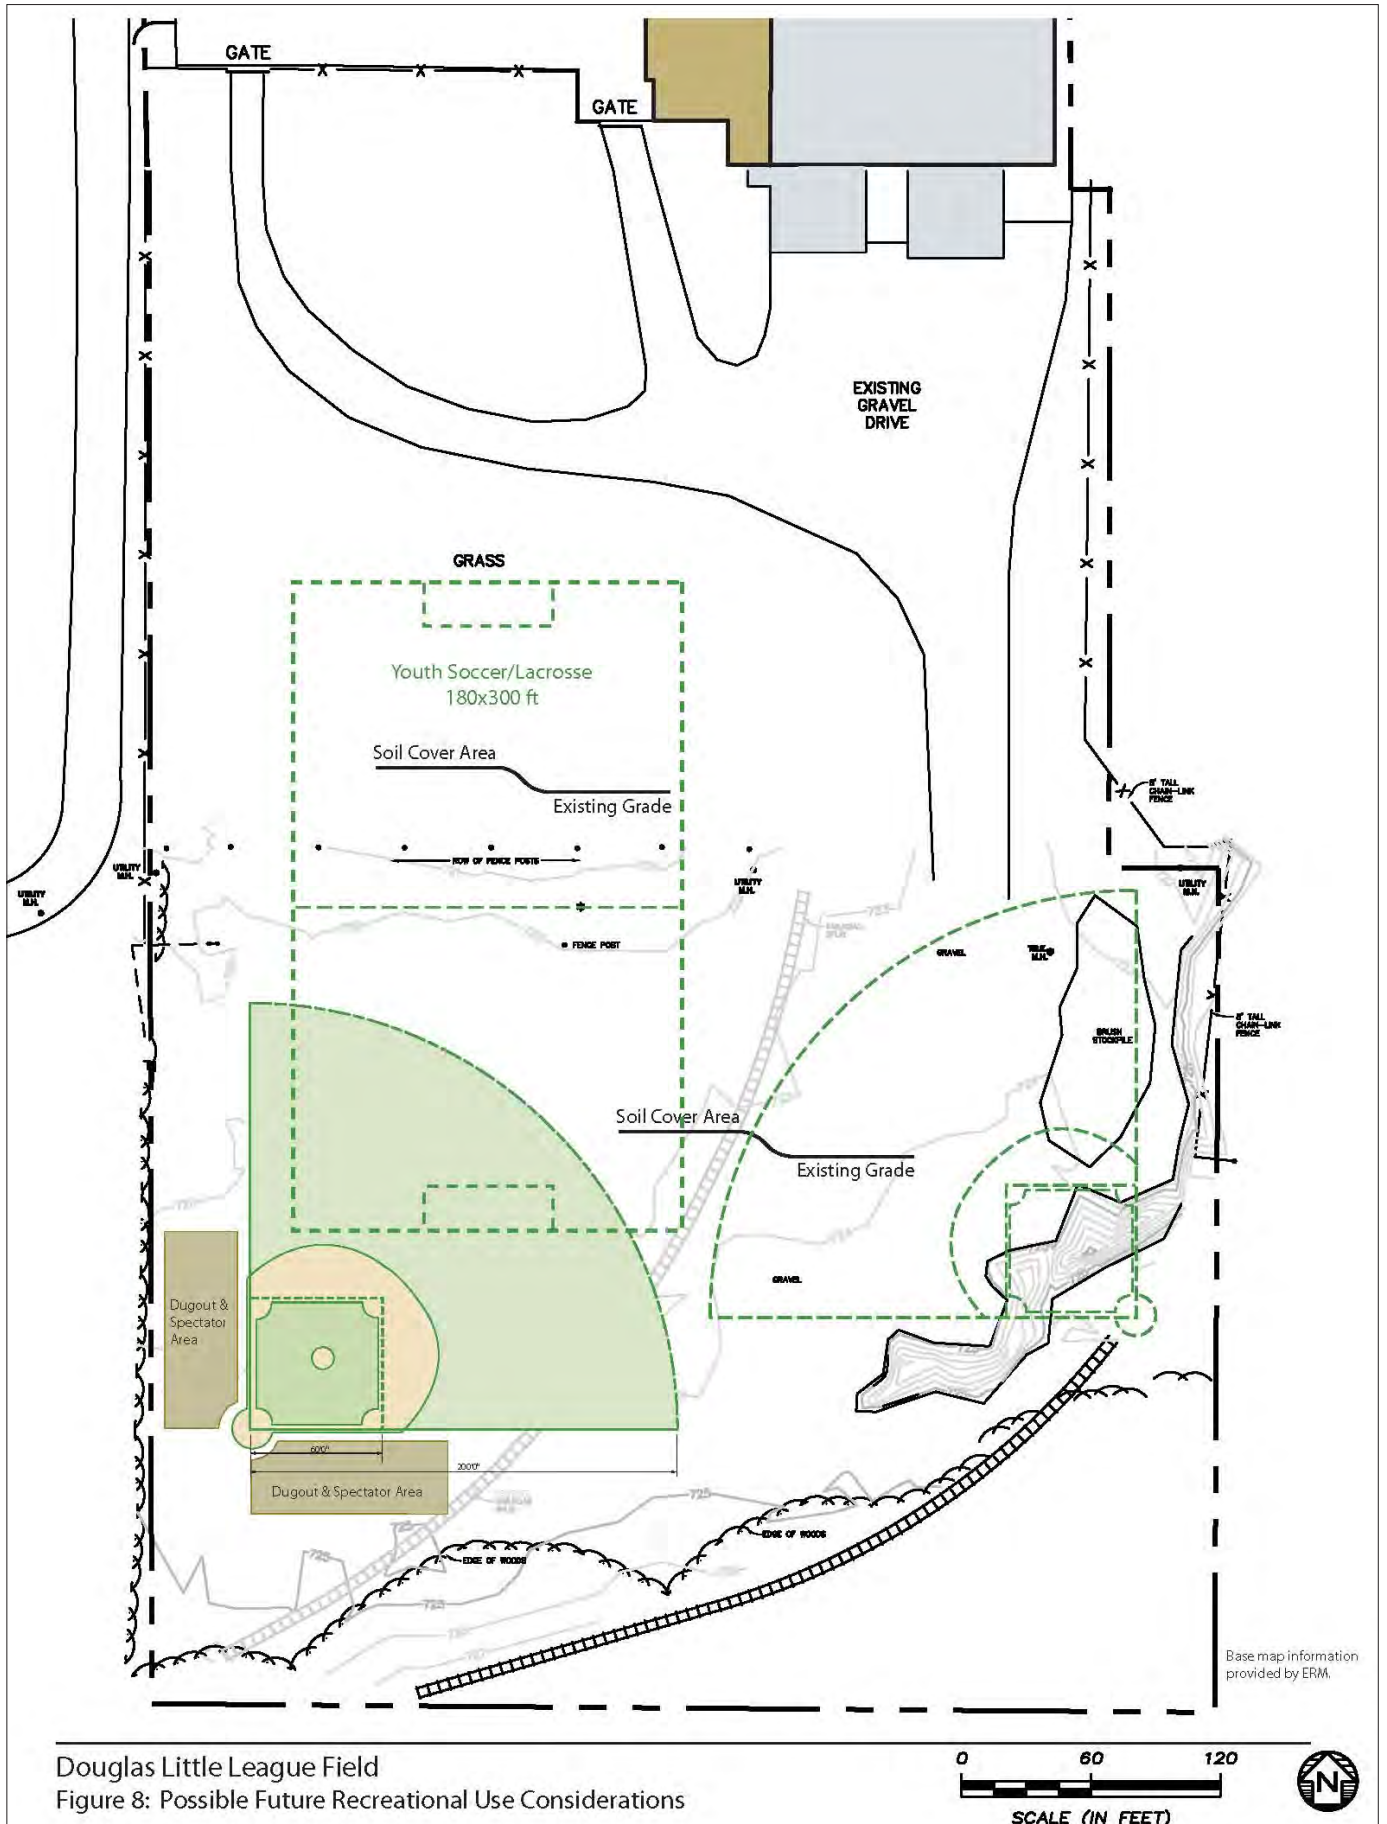 GATE
GATE
EXISTING
GRAVEL
DRIVE
GRASS
Youth Soccer/Lacrosse
180x300 ft
Soil Cover Area
Existing Grade
8' TALL
CHAIN-LINK
FENCE
ROW OF FENCE POSTS
UTILITY
M.H.
UTILITY
M.H.
UTILITY
M.H.
UTILITY
M.H.
725
FENCE POST
GRAVEL
TELE
M.H.
8' TALL
CHAIN-LINK
FENCE
BRUSH
STOCKPILE
Soil Cover Area
Existing Grade
GRAVEL
Dugout &
Spectator
Area
60'0"
200'0"
Dugout & Spectator Area
725
725
EDGE OF WOODS
EDGE OF WOODS
725
Base map information
provided by ERM.
Douglas Little League Field
Figure 8: Possible Future Recreational Use Considerations
0 60 120
SCALE (IN FEET)
N